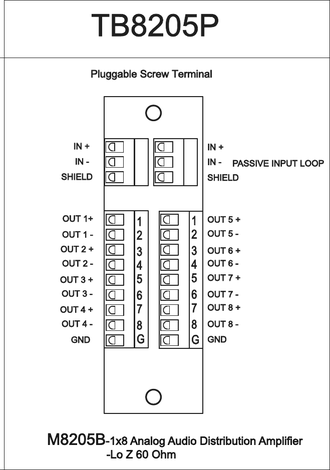 TB8205P
Pluggable Screw Terminal
IN + IN +
IN - IN - PASSIVE INPUT LOOP
SHIELD SHIELD
OUT 1+ 1 1 OUT 5 +
OUT 1 - 2 2 OUT 5 -
OUT 2 + 3 3 OUT 6 +
OUT 2 - 4 4 OUT 6 -
OUT 3 + 5 5 OUT 7 +
OUT 3 - 6 6 OUT 7 -
OUT 4 + 7 7 OUT 8 +
OUT 4 - 8 8 OUT 8 -
GND G G GND
M8205B-1x8 Analog Audio Distribution Amplifier
-Lo Z 60 Ohm